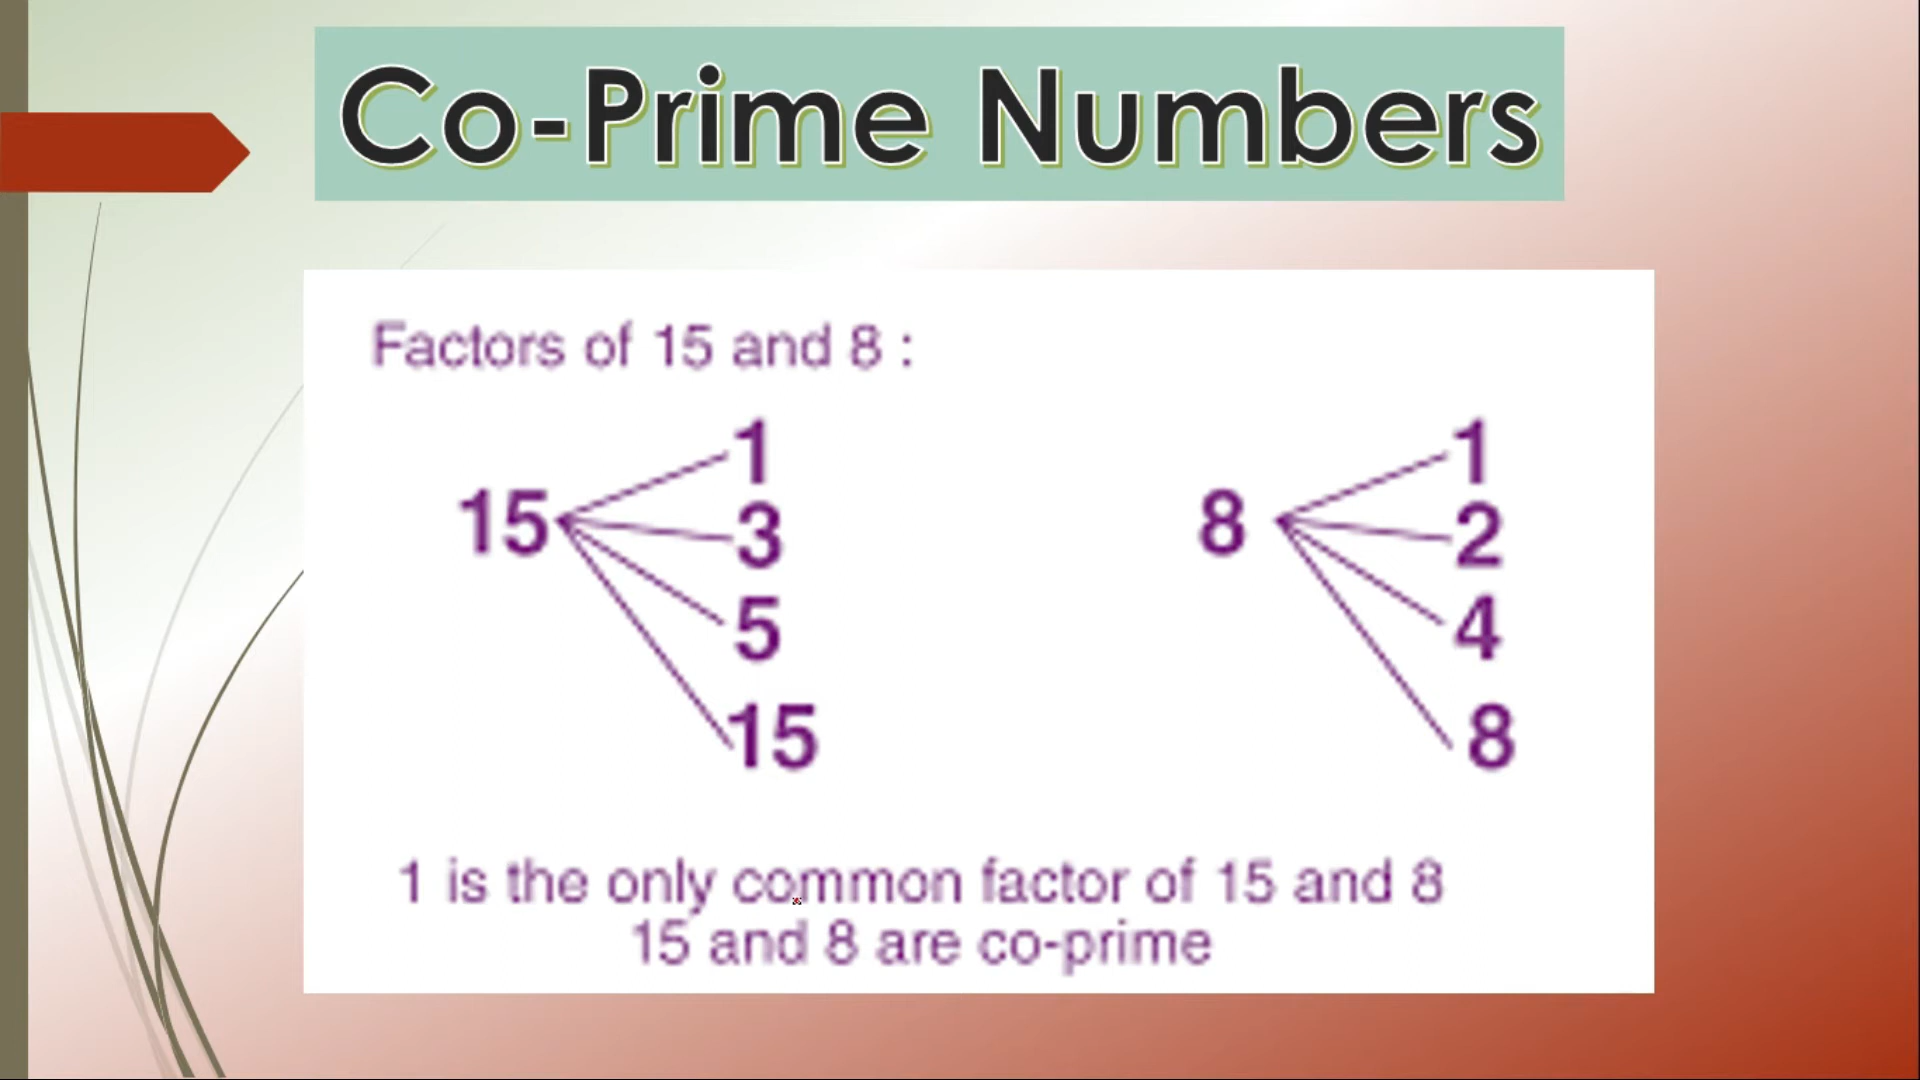 Co-Prime Numbers
Factors of 15 and 8 :
1
3
15
5
15
1
2
8
4
8
1 is the only common factor of 15 and 8
15 and 8 are co-prime